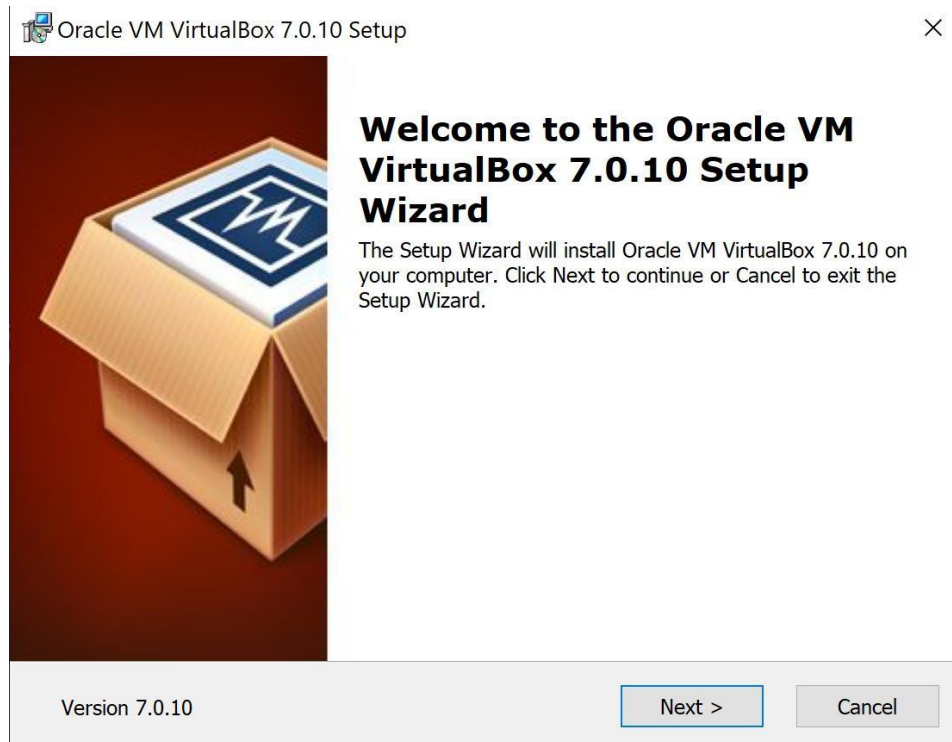 Oracle VM VirtualBox 7.0.10 Setup
Welcome to the Oracle VM
VirtualBox 7.0.10 Setup
Wizard
The Setup Wizard will install Oracle VM VirtualBox 7.0.10 on
your computer. Click Next to continue or Cancel to exit the
Setup Wizard.
Version 7.0.10
Next >
Cancel